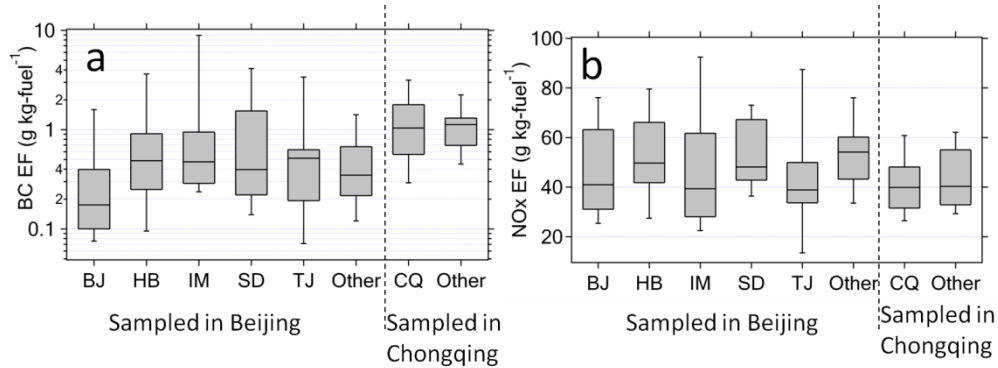 a
BC EF (g kg-fuel⁻¹)
10
4
2
1
4
2
0.1
BJ HB IM SD TJ Other CQ Other
Sampled in Beijing
Sampled in
Chongqing
b
NOx EF (g kg-fuel⁻¹)
100
80
60
40
20
BJ HB IM SD TJ Other CQ Other
Sampled in Beijing
Sampled in
Chongqing